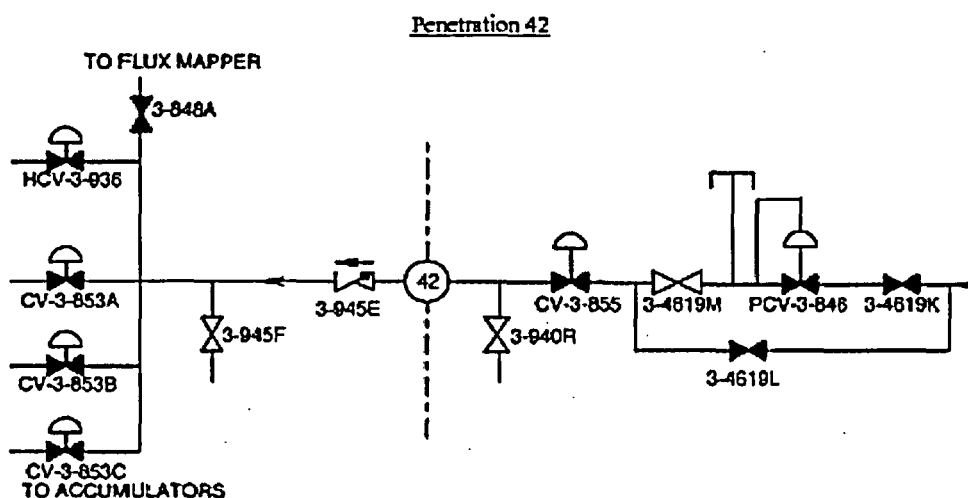 Penetration 42
TO FLUX MAPPER
3-848A
HCV-3-936
CV-3-853A
3-945E
42
CV-3-855
3-4619M
PCV-3-846
3-4619K
3-945F
3-940R
CV-3-853B
3-4619L
CV-3-853C
TO ACCUMULATORS